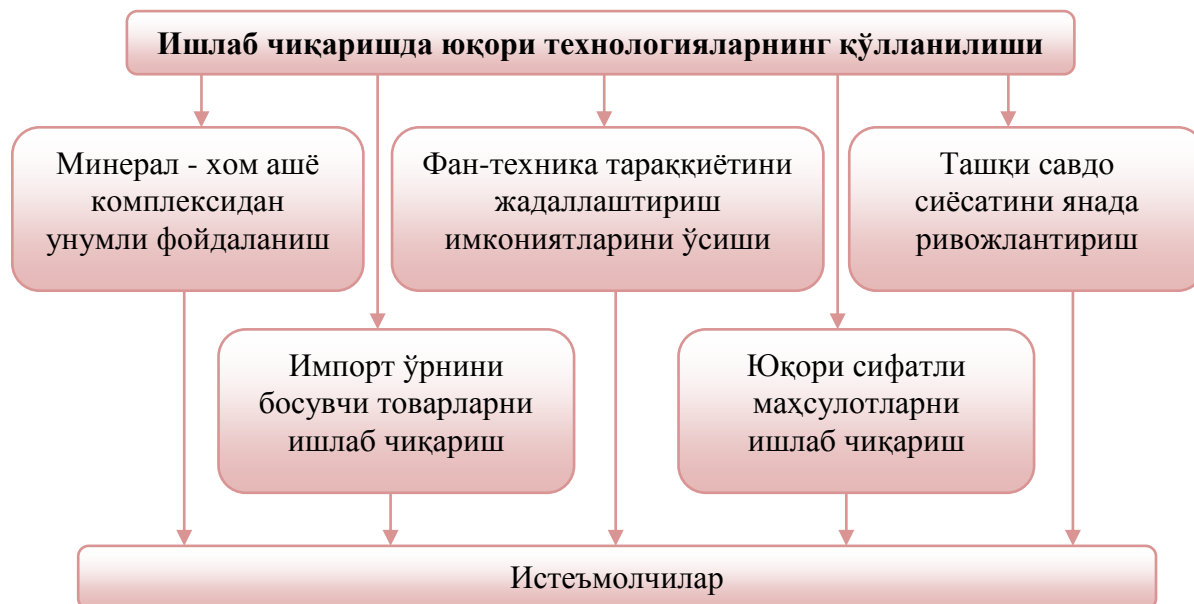 Ишлаб чиқаришда юқори технологияларнинг қўлланилиши
Минерал - хом ашё
комплексидан
унумли фойдаланиш
Фан-техника тараққиётини
жадаллаштириш
имкониятларини ўсиши
Ташқи савдо
сиёсатини янада
ривожлантириш
Импорт ўрнини
босувчи товарларни
ишлаб чиқариш
Юқори сифатли
маҳсулотларни
ишлаб чиқариш
Истеъмолчилар